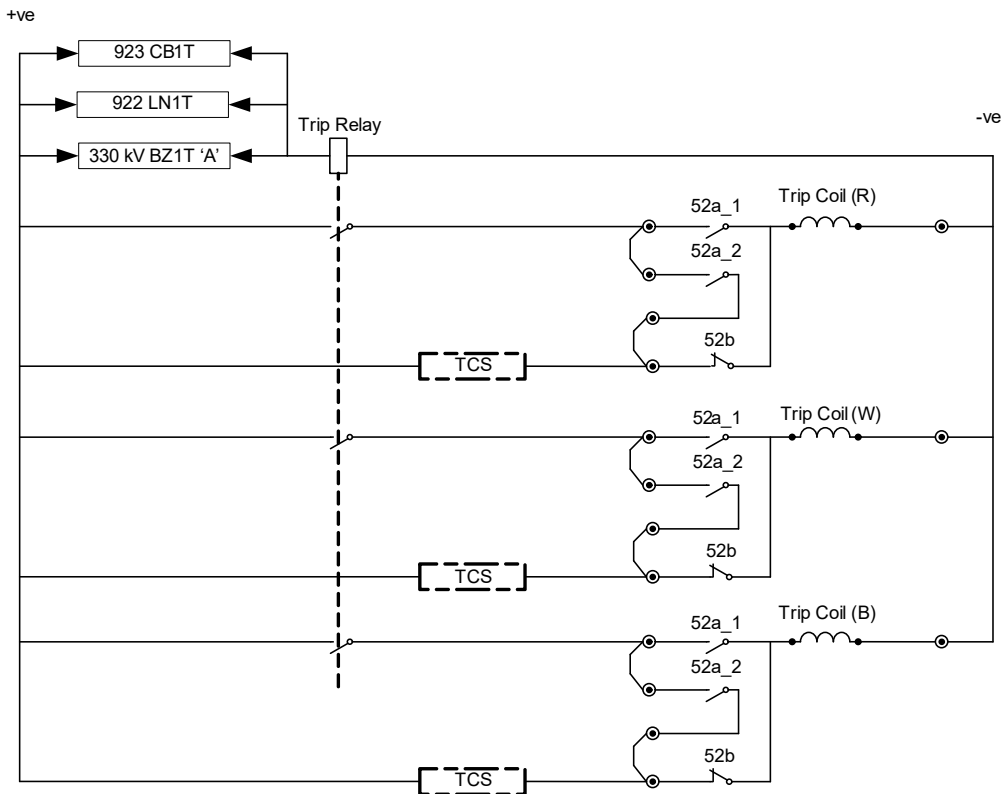 +ve
923 CB1T
922 LN1T
330 kV BZ1T ‘A’
Trip Relay
-ve
52a_1
Trip Coil (R)
52a_2
52b
TCS
52a_1
Trip Coil (W)
52a_2
52b
TCS
52a_1
Trip Coil (B)
52a_2
52b
TCS